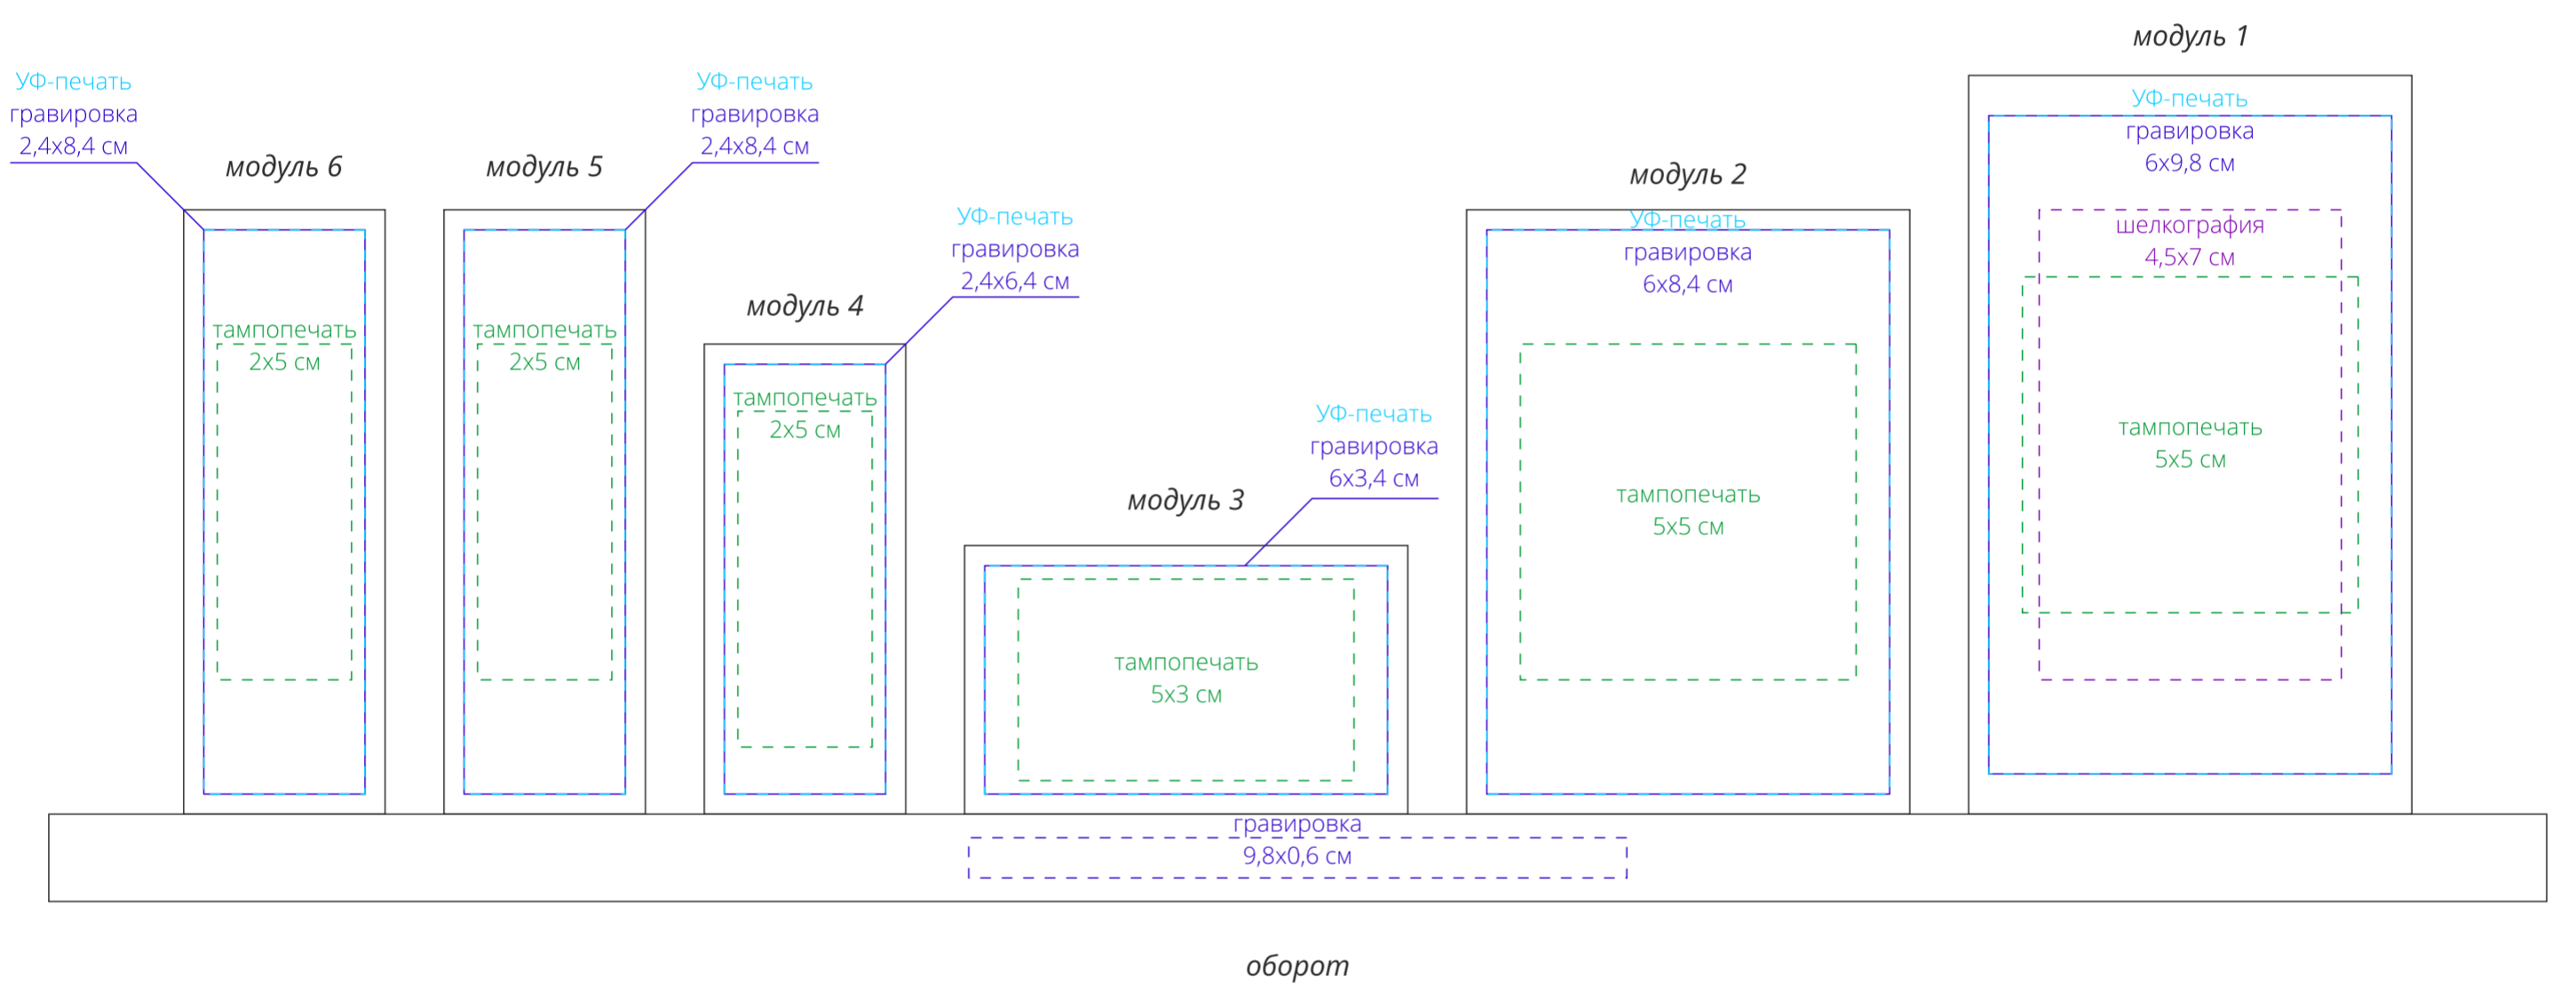 модуль 6
УФ-печать
гравировка
2,4х8,4 см
тампопечать
2х5 см
модуль 5
УФ-печать
гравировка
2,4х8,4 см
тампопечать
2х5 см
модуль 4
УФ-печать
гравировка
2,4х6,4 см
тампопечать
2х5 см
модуль 3
УФ-печать
гравировка
6х3,4 см
тампопечать
5х3 см
модуль 2
УФ-печать
гравировка
6х8,4 см
тампопечать
5х5 см
модуль 1
УФ-печать
гравировка
6х9,8 см
шелкография
4,5х7 см
тампопечать
5х5 см
гравировка
9,8х0,6 см
оборот